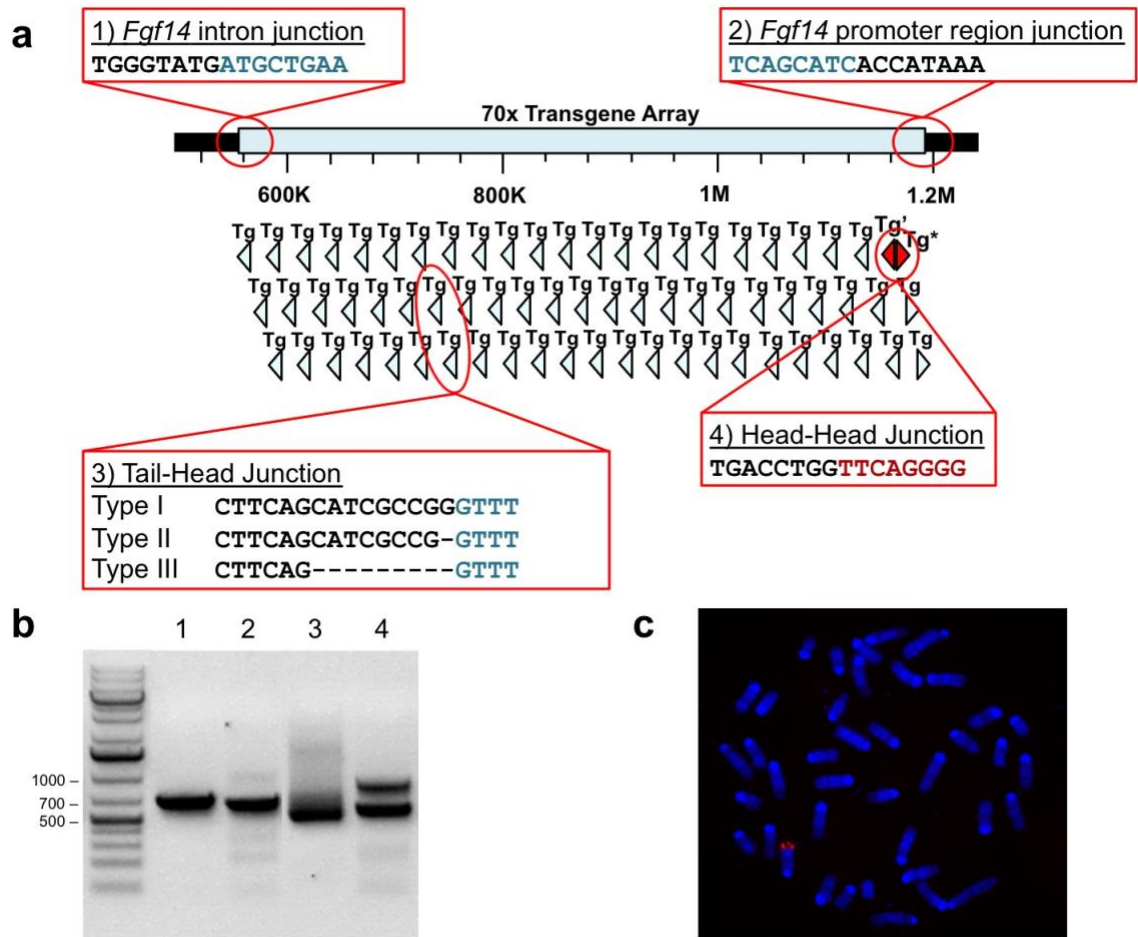 a
1) Fgf14 intron junction
TGGGTATGATGCTGAA
2) Fgf14 promoter region junction
TCAGCATCACCATAAA
70x Transgene Array
600K 800K 1M 1.2M
Tg Tg Tg Tg Tg Tg Tg Tg Tg Tg Tg Tg Tg Tg Tg Tg Tg Tg Tg Tg Tg Tg Tg' Tg*
Tg Tg Tg Tg Tg Tg Tg Tg Tg Tg Tg Tg Tg Tg Tg Tg Tg Tg Tg Tg Tg Tg Tg
Tg Tg Tg Tg Tg Tg Tg Tg Tg Tg Tg Tg Tg Tg Tg Tg Tg Tg Tg Tg Tg Tg Tg
3) Tail-Head Junction
Type I CTTCAGCATCGCCGGGTTT
Type II CTTCAGCATCGCCG-GTTT
Type III CTTCAG---------GTTT
4) Head-Head Junction
TGACCTGGTTCAGGGG
b
1 2 3 4
1000 –
700 –
500 –
c